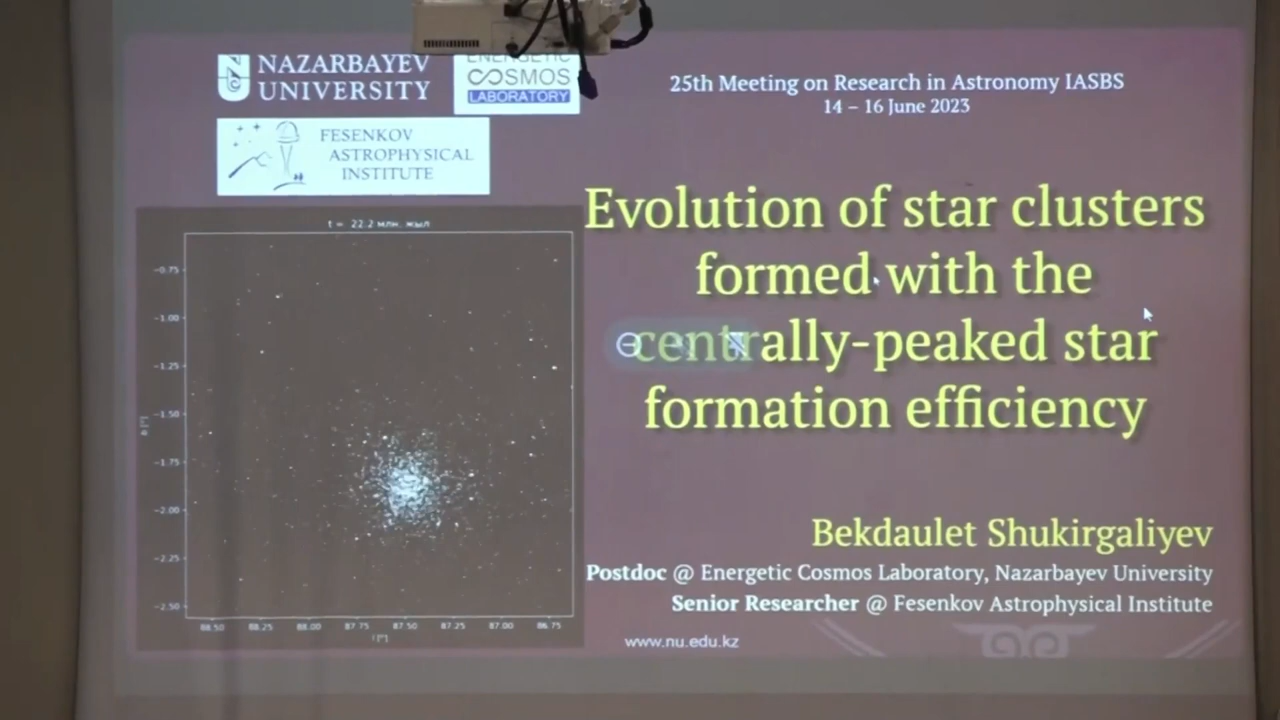 NAZARBAYEV
UNIVERSITY
ENERGETIC
COSMOS
LABORATORY
25th Meeting on Research in Astronomy IASBS
14 – 16 June 2023
FESENKOV
ASTROPHYSICAL
INSTITUTE
Evolution of star clusters
formed with the
centrally-peaked star
formation efficiency
t = 22.2 млн. жыл
−0.75
−1.00
−1.25
−1.50
−1.75
−2.00
−2.25
−2.50
b [°]
88.50 88.25 88.00 87.75 87.50 87.25 87.00 86.75
l [°]
Bekdaulet Shukirgaliyev
Postdoc @ Energetic Cosmos Laboratory, Nazarbayev University
Senior Researcher @ Fesenkov Astrophysical Institute
www.nu.edu.kz